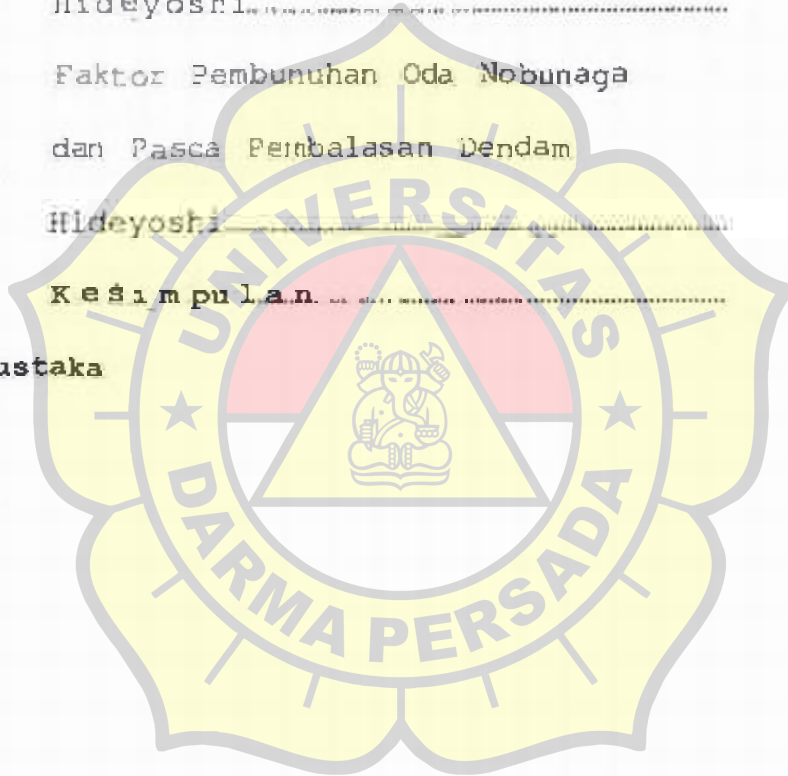 Hideyoshi
Faktor Pembunuhan Oda Nobunaga
dan Pasca Pembalasan Dendam
Hideyoshi
Kesimpulan
ustaka
UNIVERSITAS
DARMA PERSADA